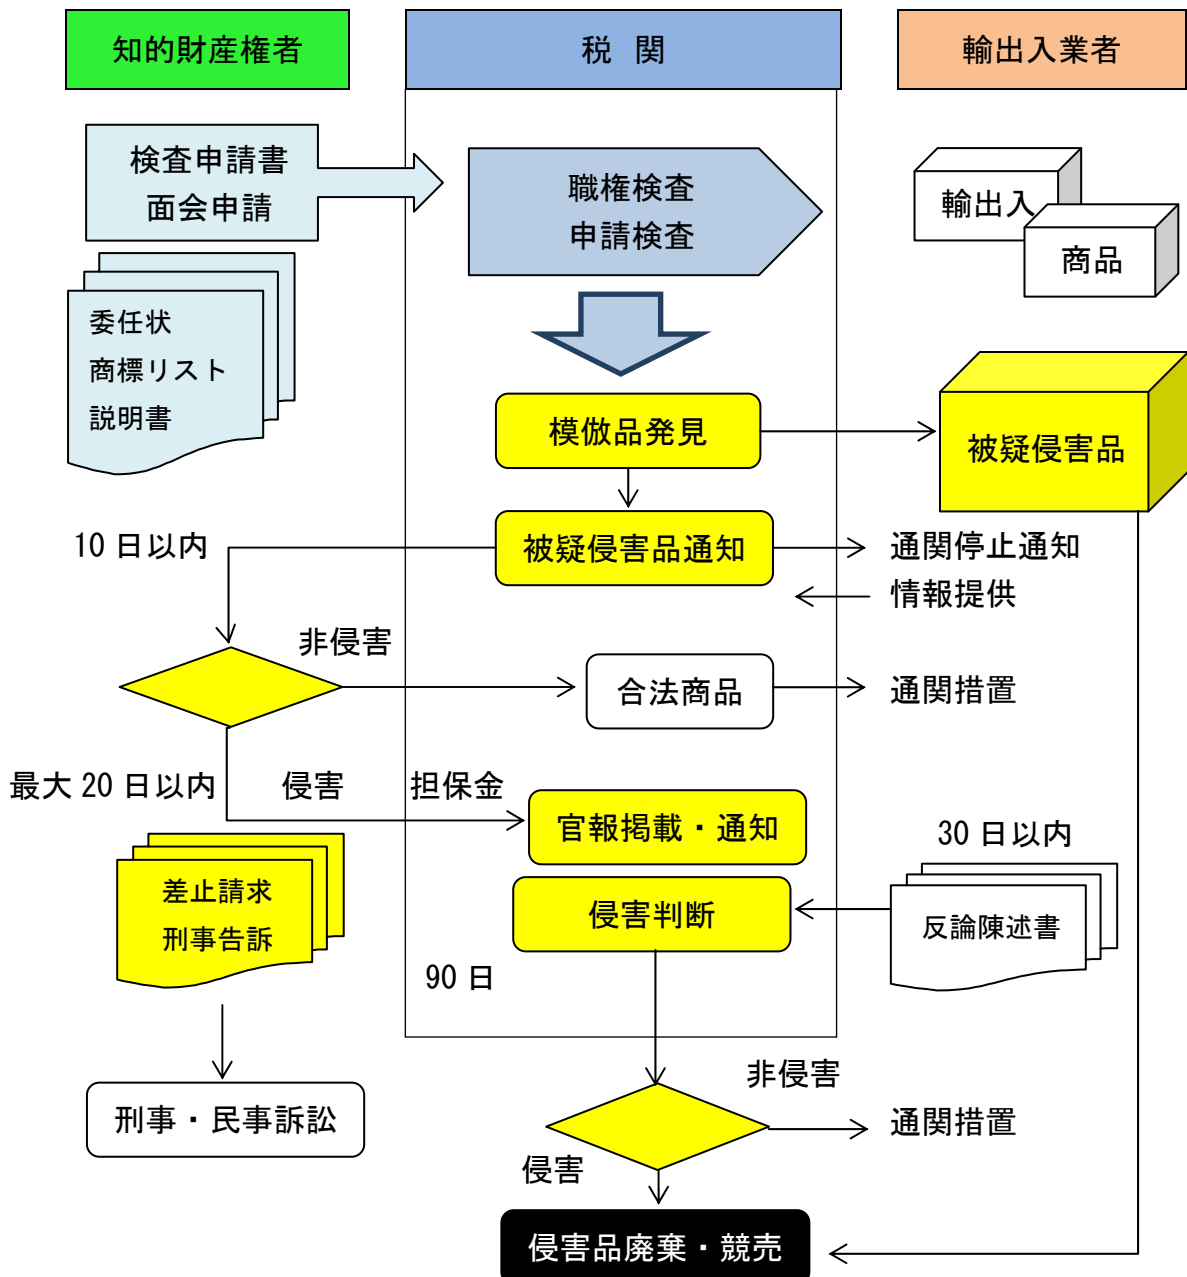 知的財産権者
税 関
輸出入業者
検査申請書
面会申請
職権検査
申請検査
輸出入
商品
委任状
商標リスト
説明書
模倣品発見
被疑侵害品
10 日以内
被疑侵害品通知
通関停止通知
情報提供
非侵害
合法商品
通関措置
最大 20 日以内
侵害
担保金
官報掲載・通知
30 日以内
差止請求
刑事告訴
侵害判断
反論陳述書
90 日
刑事・民事訴訟
非侵害
通関措置
侵害
侵害品廃棄・競売